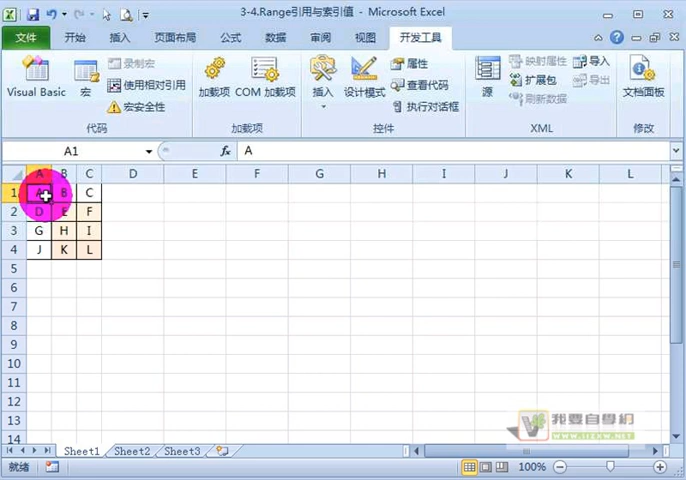 3-4.Range引用与索引值 - Microsoft Excel
文件 开始 插入 页面布局 公式 数据 审阅 视图 开发工具
Visual Basic 宏 录制宏 使用相对引用 宏安全性
加载项 COM 加载项
插入 设计模式 属性 查看代码 执行对话框
源 映射属性 扩展包 刷新数据 导入 导出
文档面板
代码 加载项 控件 XML 修改
A1 fx A
A B C D E F G H I J K L
1 A B C
2 D E F
3 G H I
4 J K L
5
6
7
8
9
10
11
12
13
14
我要自学网
WWW.51ZXW.NET
Sheet1 Sheet2 Sheet3
就绪 100%